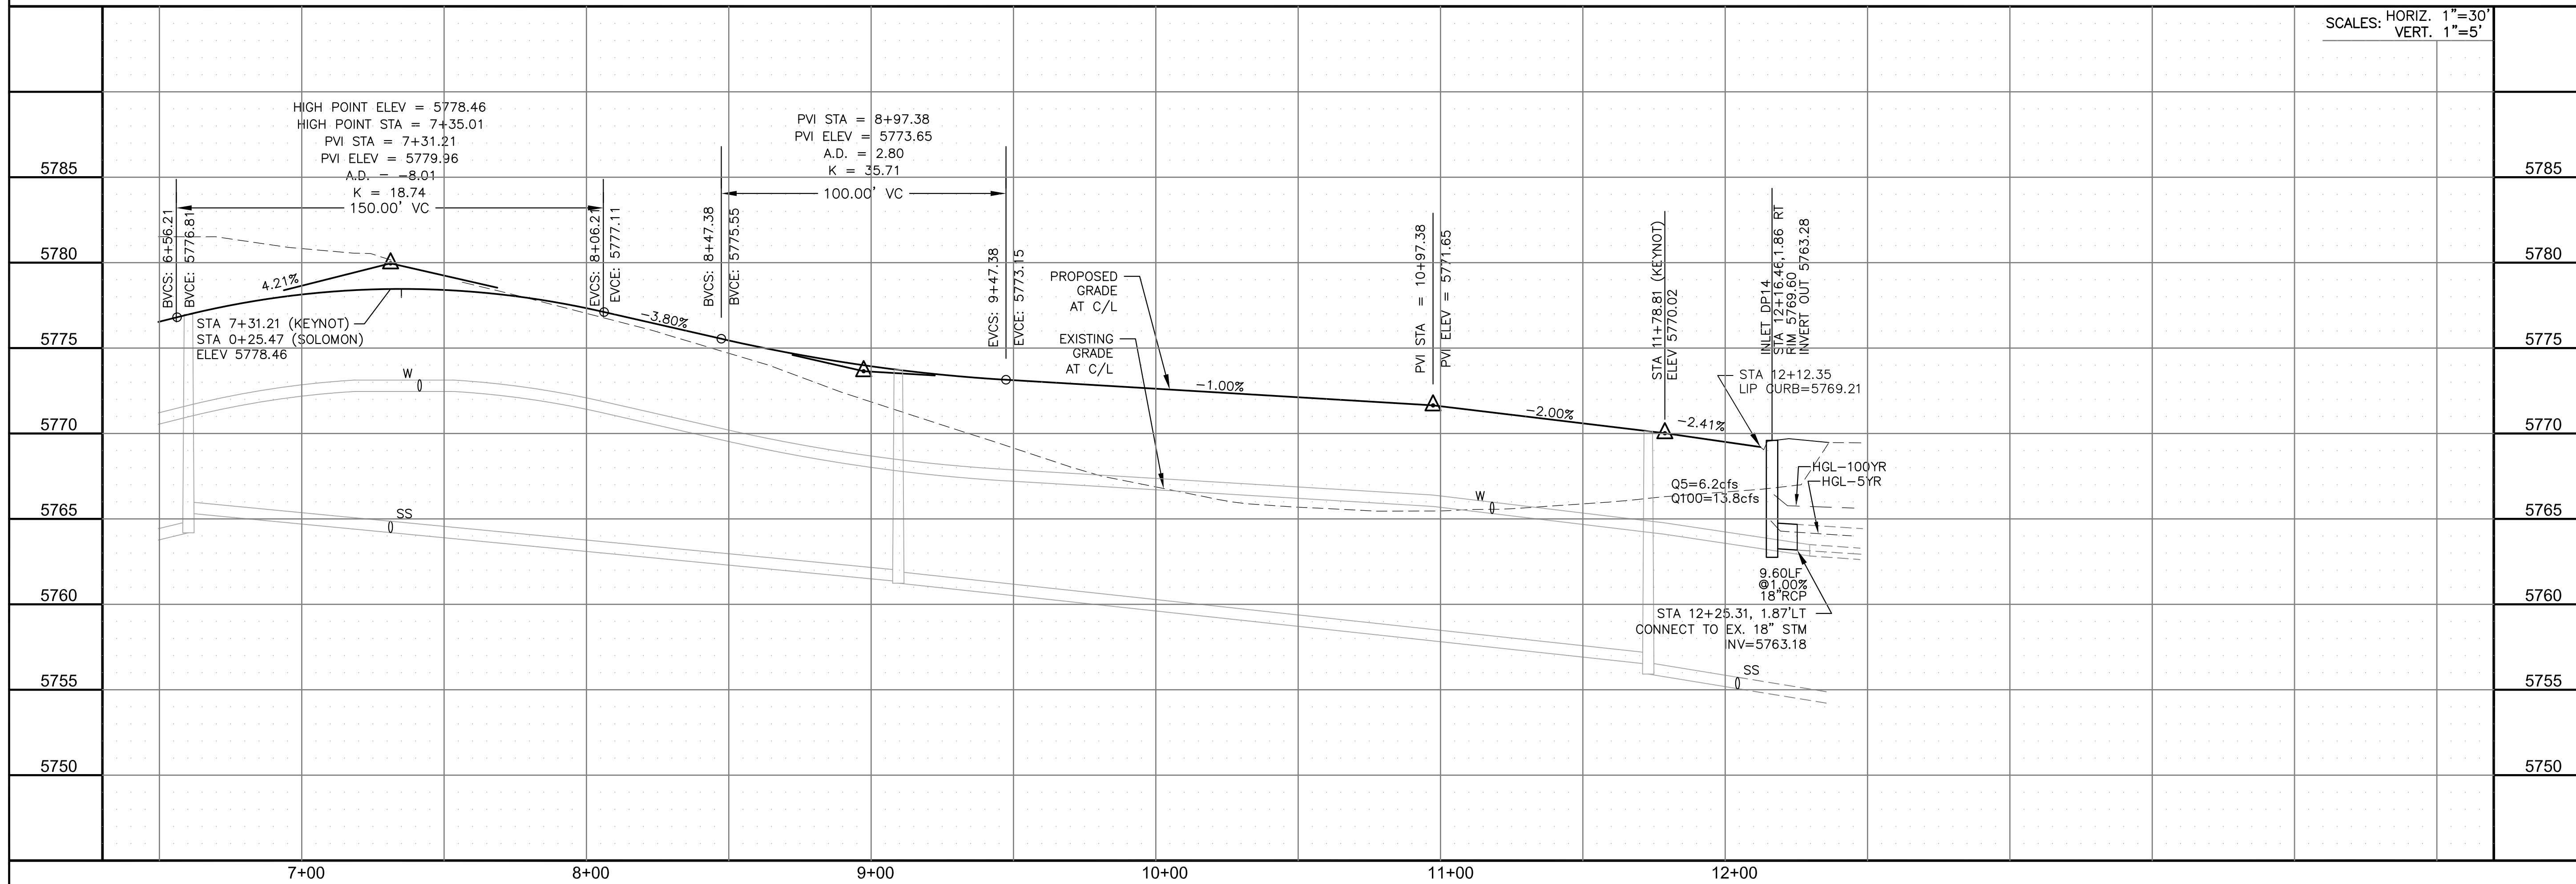 SCALES: HORIZ. 1"=30'
VERT. 1"=5'
HIGH POINT ELEV = 5778.46
HIGH POINT STA = 7+35.01
PVI STA = 7+31.21
PVI ELEV = 5779.96
A.D. = -8.01
K = 18.74
150.00' VC
PVI STA = 8+97.38
PVI ELEV = 5773.65
A.D. = 2.80
K = 35.71
100.00' VC
BVCS: 6+56.21
BVCE: 5776.81
EVCS: 8+06.21
EVCE: 5777.11
BVCS: 8+47.38
BVCE: 5775.55
EVCS: 9+47.38
EVCE: 5773.15
PVI STA = 10+97.38
PVI ELEV = 5771.65
STA 11+78.81 (KEYNOT)
ELEV 5770.02
INLET DP14
STA 12+16.46,1.86 RT
RIM 5769.60
INVERT OUT 5763.28
4.21%
-3.80%
-1.00%
-2.00%
-2.41%
STA 7+31.21 (KEYNOT)
STA 0+25.47 (SOLOMON)
ELEV 5778.46
PROPOSED
GRADE
AT C/L
EXISTING
GRADE
AT C/L
STA 12+12.35
LIP CURB=5769.21
W
SS
W
SS
Q5=6.2cfs
Q100=13.8cfs
HGL-100YR
HGL-5YR
9.60LF
@1.00%
18"RCP
STA 12+25.31, 1.87'LT
CONNECT TO EX. 18" STM
INV=5763.18
5785
5780
5775
5770
5765
5760
5755
5750
5785
5780
5775
5770
5765
5760
5755
5750
7+00 8+00 9+00 10+00 11+00 12+00